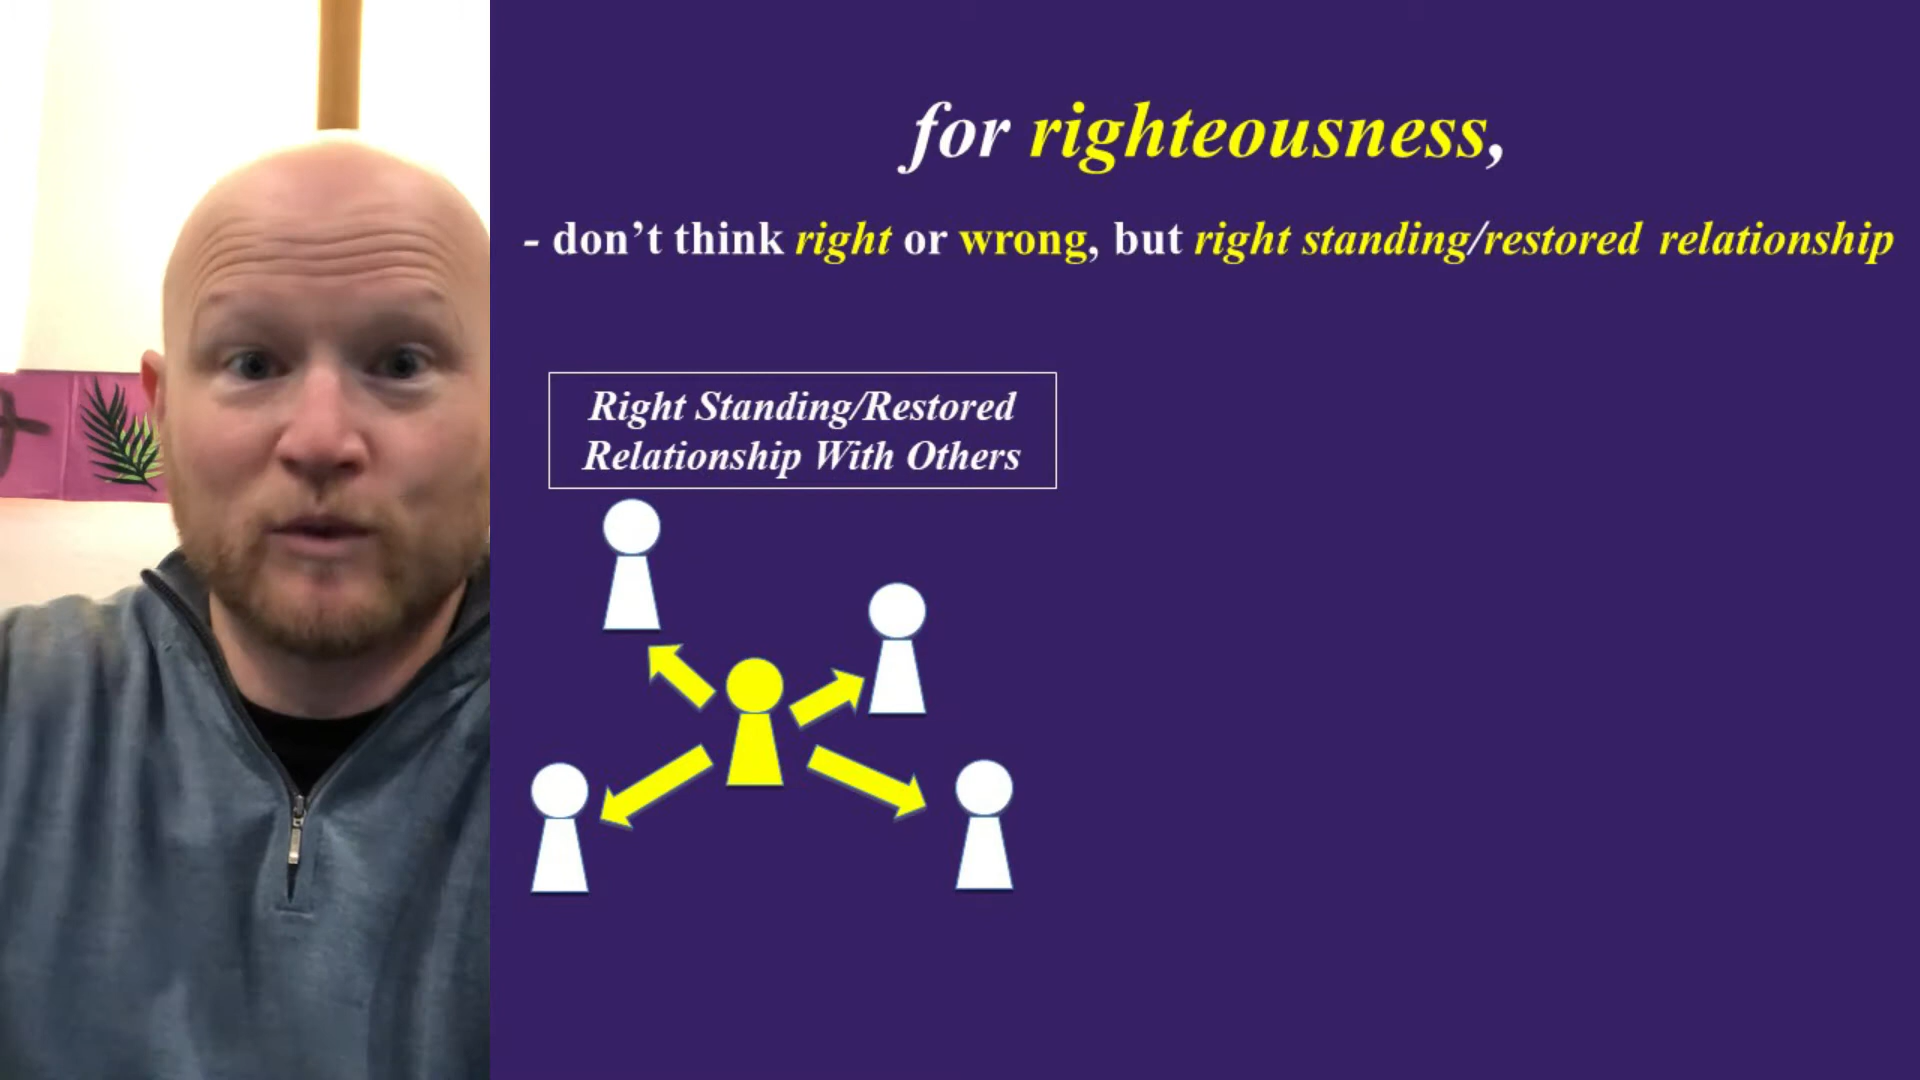 for righteousness,
- don't think right or wrong, but right standing/restored relationship
Right Standing/Restored
Relationship With Others